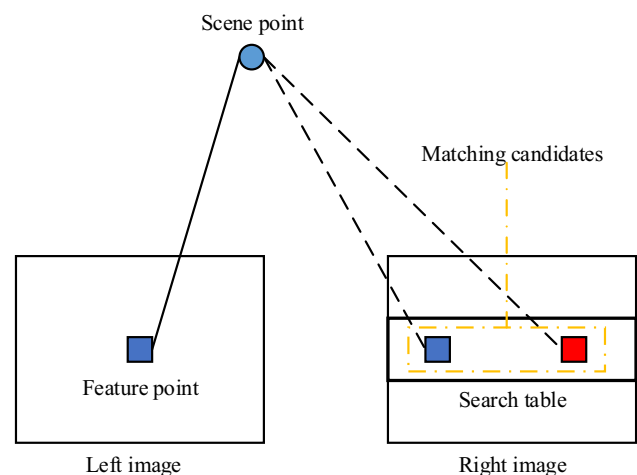 Scene point
Matching candidates
Feature point
Search table
Left image
Right image